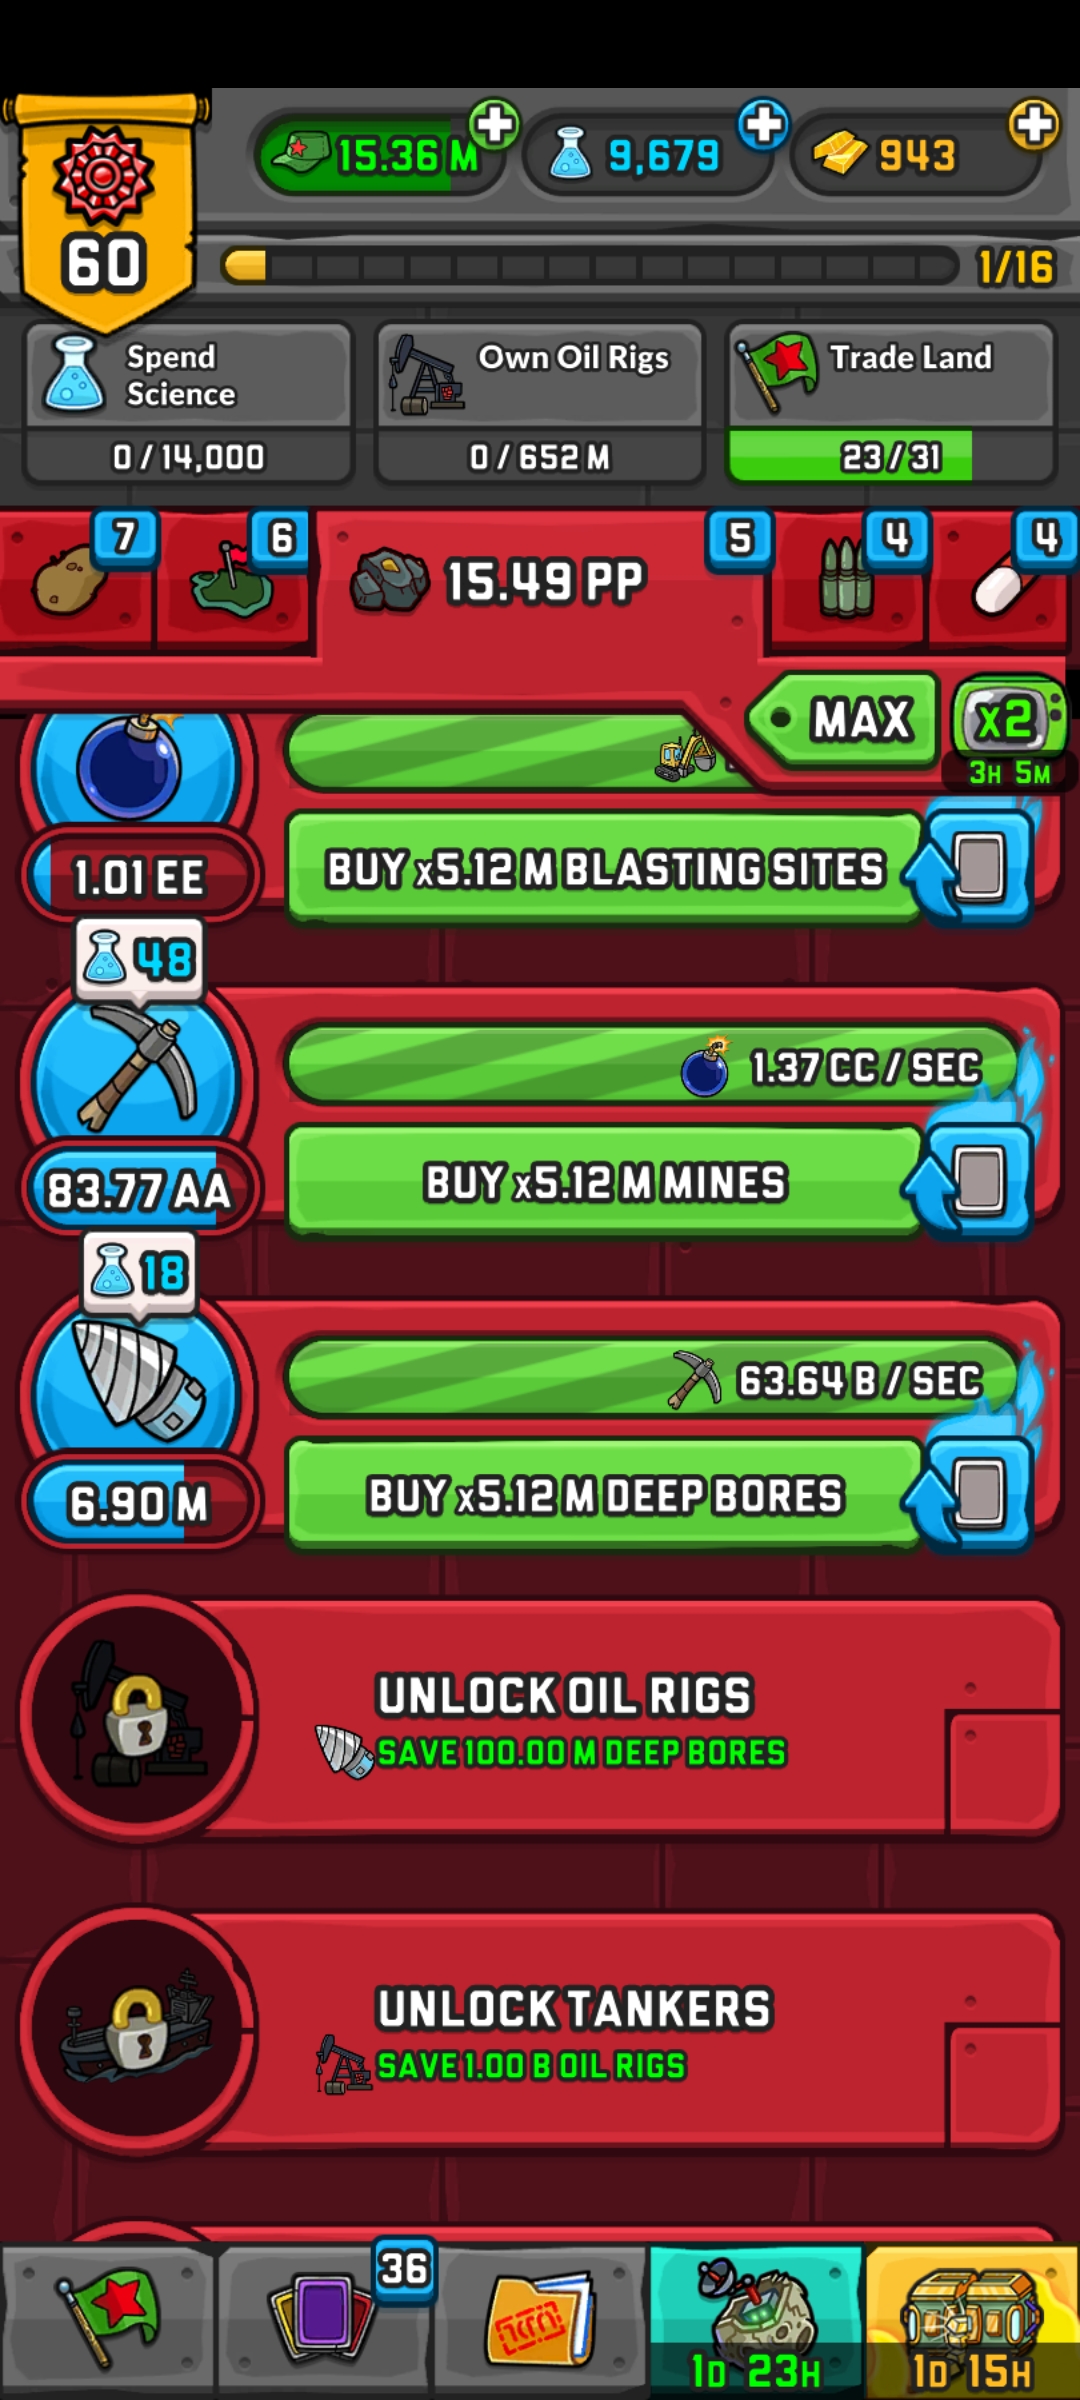 15.36 M
9,679
943
60
1/16
Spend
Science
0 / 14,000
Own Oil Rigs
0 / 652 M
Trade Land
23 / 31
7
6
15.49 PP
5
4
4
MAX
x2
3H 5M
1.01 EE
BUY x5.12 M BLASTING SITES
48
1.37 CC / SEC
83.77 AA
BUY x5.12 M MINES
18
63.64 B / SEC
6.90 M
BUY x5.12 M DEEP BORES
UNLOCK OIL RIGS
SAVE 100.00 M DEEP BORES
UNLOCK TANKERS
SAVE 1.00 B OIL RIGS
36
1D 23H
1D 15H